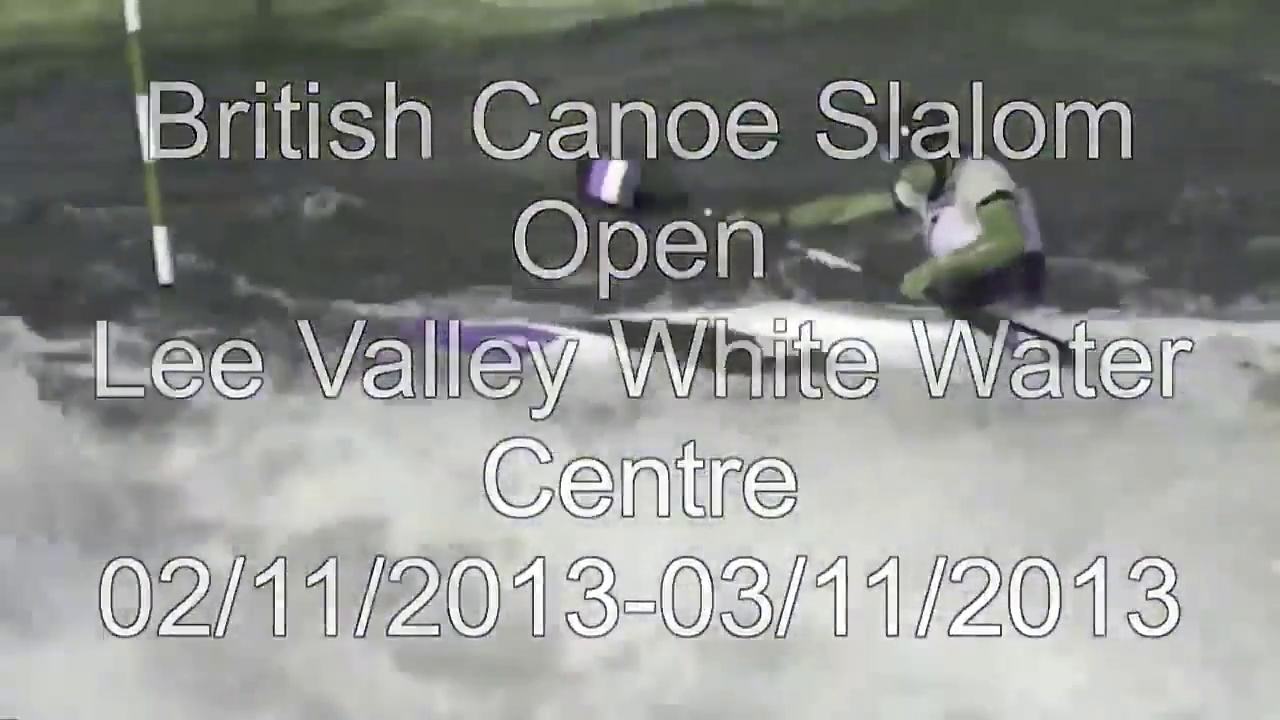 British Canoe Slalom
Open
Lee Valley White Water
Centre
02/11/2013-03/11/2013